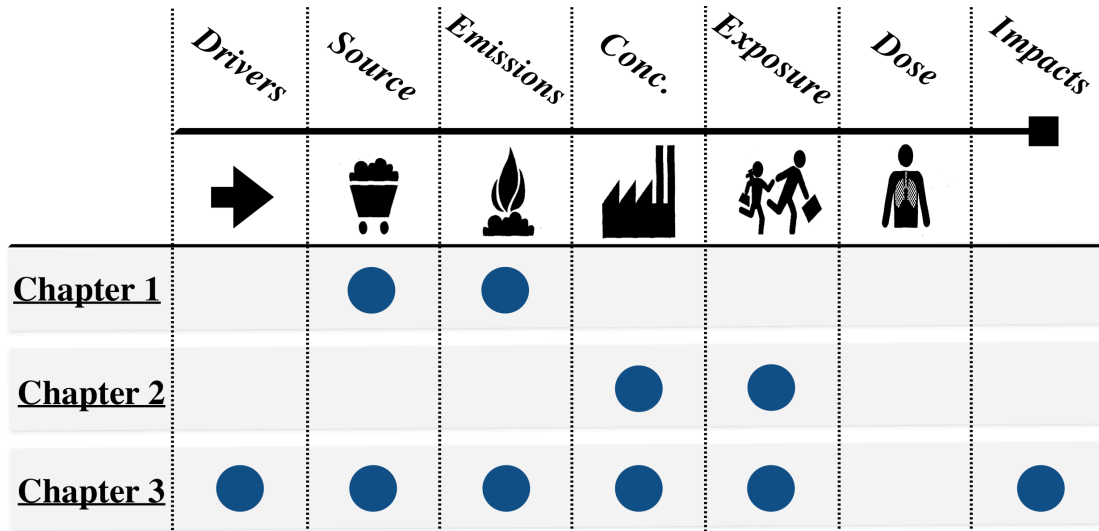 Drivers
Source
Emissions
Conc.
Exposure
Dose
Impacts
Chapter 1
Chapter 2
Chapter 3